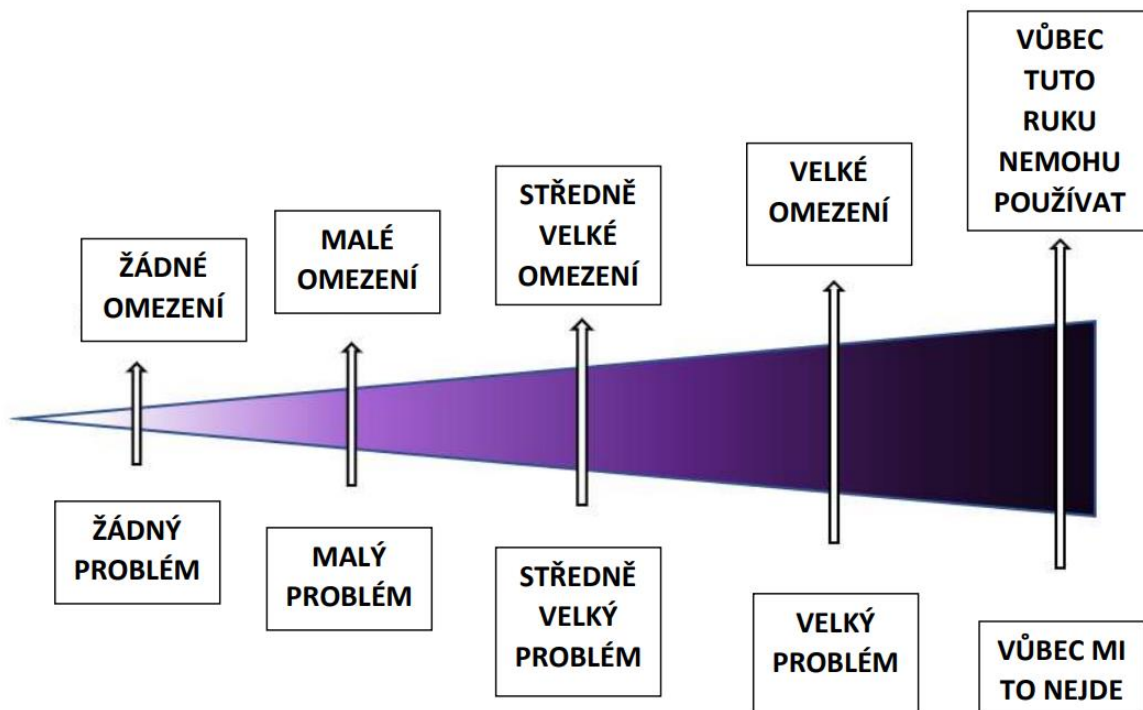 ŽÁDNÉ
OMEZENÍ
MALÉ
OMEZENÍ
STŘEDNĚ
VELKÉ
OMEZENÍ
VELKÉ
OMEZENÍ
VŮBEC
TUTO
RUKU
NEMOHU
POUŽÍVAT
ŽÁDNÝ
PROBLÉM
MALÝ
PROBLÉM
STŘEDNĚ
VELKÝ
PROBLÉM
VELKÝ
PROBLÉM
VŮBEC MI
TO NEJDE